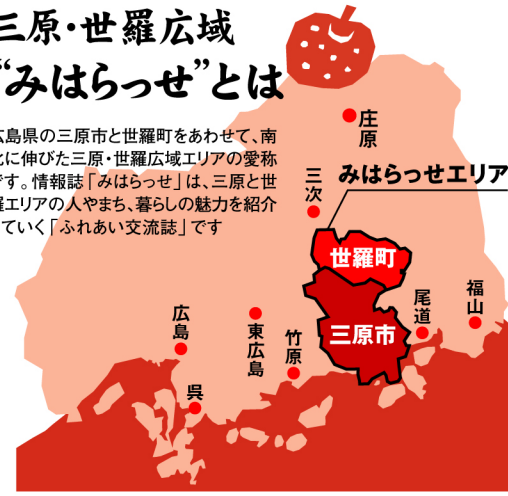 三原・世羅広域
“みはらっせ”とは
広島県の三原市と世羅町をあわせて、南
北に伸びた三原・世羅広域エリアの愛称
です。情報誌「みはらっせ」は、三原と世
羅エリアの人やまち、暮らしの魅力を紹介
していく「ふれあい交流誌」です
庄原
三次
みはらっせエリア
世羅町
三原市
尾道
福山
広島
東広島
竹原
呉